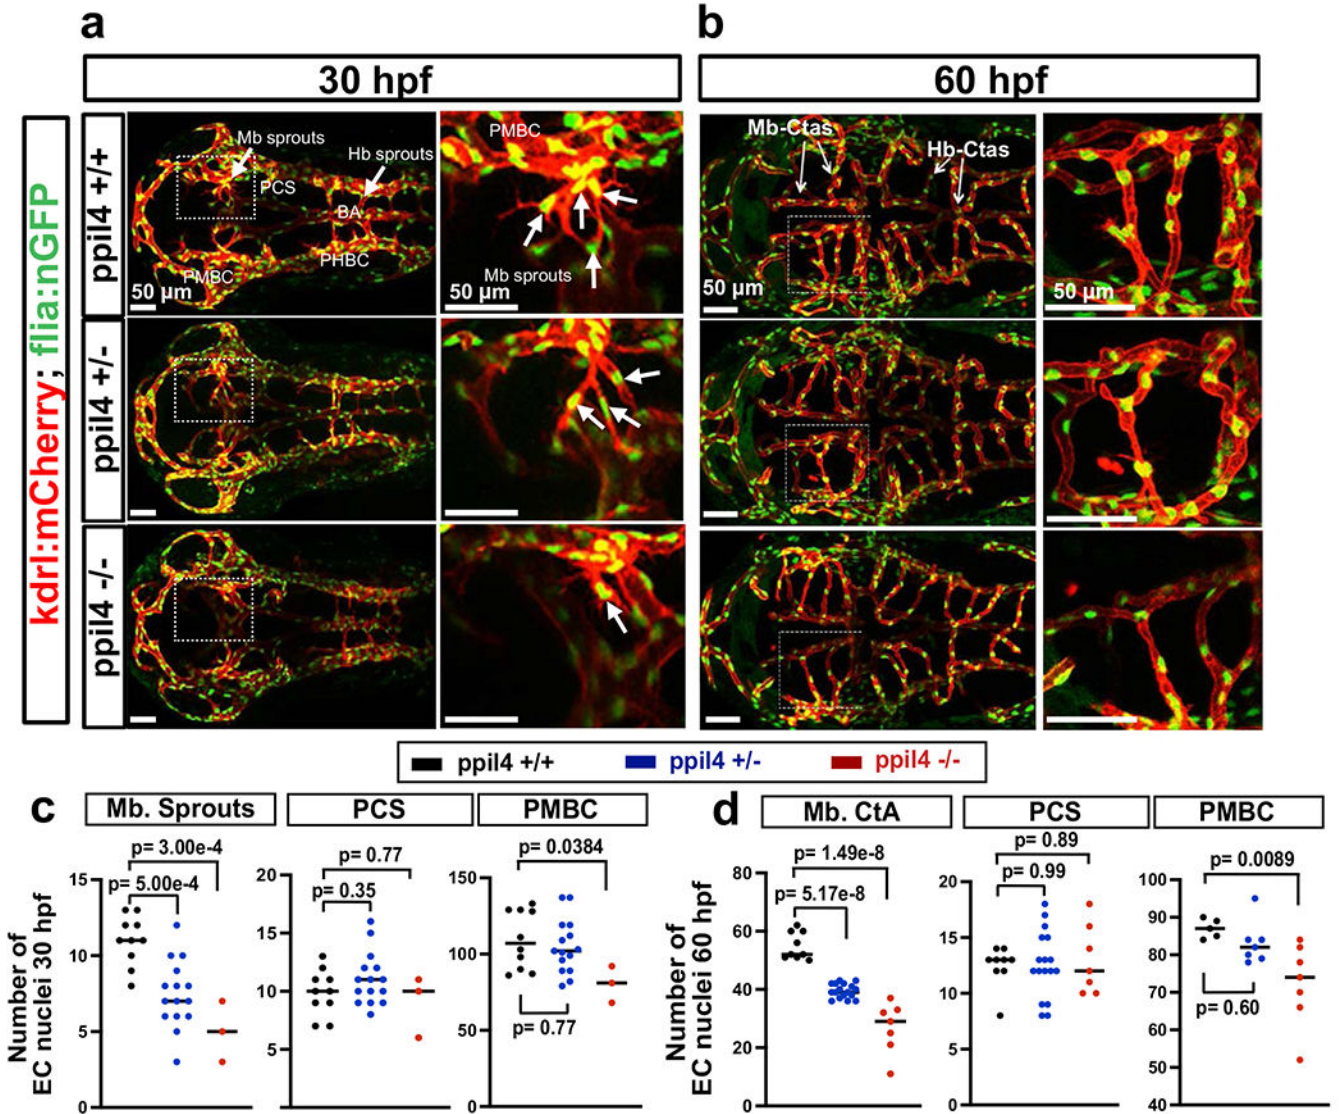 a
b
30 hpf
60 hpf
kdrl:mCherry; flia:nGFP
ppil4 +/+
Mb sprouts
Hb sprouts
PCS
BA
PHBC
PMBC
50 µm
PMBC
Mb sprouts
50 µm
Mb-Ctas
Hb-Ctas
50 µm
50 µm
ppil4 +/-
ppil4 -/-
ppil4 +/+
ppil4 +/-
ppil4 -/-
c
Mb. Sprouts
PCS
PMBC
Number of
EC nuclei 30 hpf
p= 3.00e-4
p= 5.00e-4
15
10
5
0
p= 0.77
p= 0.35
20
15
10
5
p= 0.0384
p= 0.77
150
100
50
0
d
Mb. CtA
PCS
PMBC
Number of
EC nuclei 60 hpf
p= 1.49e-8
p= 5.17e-8
80
60
40
20
0
p= 0.89
p= 0.99
20
15
10
5
0
p= 0.0089
p= 0.60
100
90
80
70
60
50
40